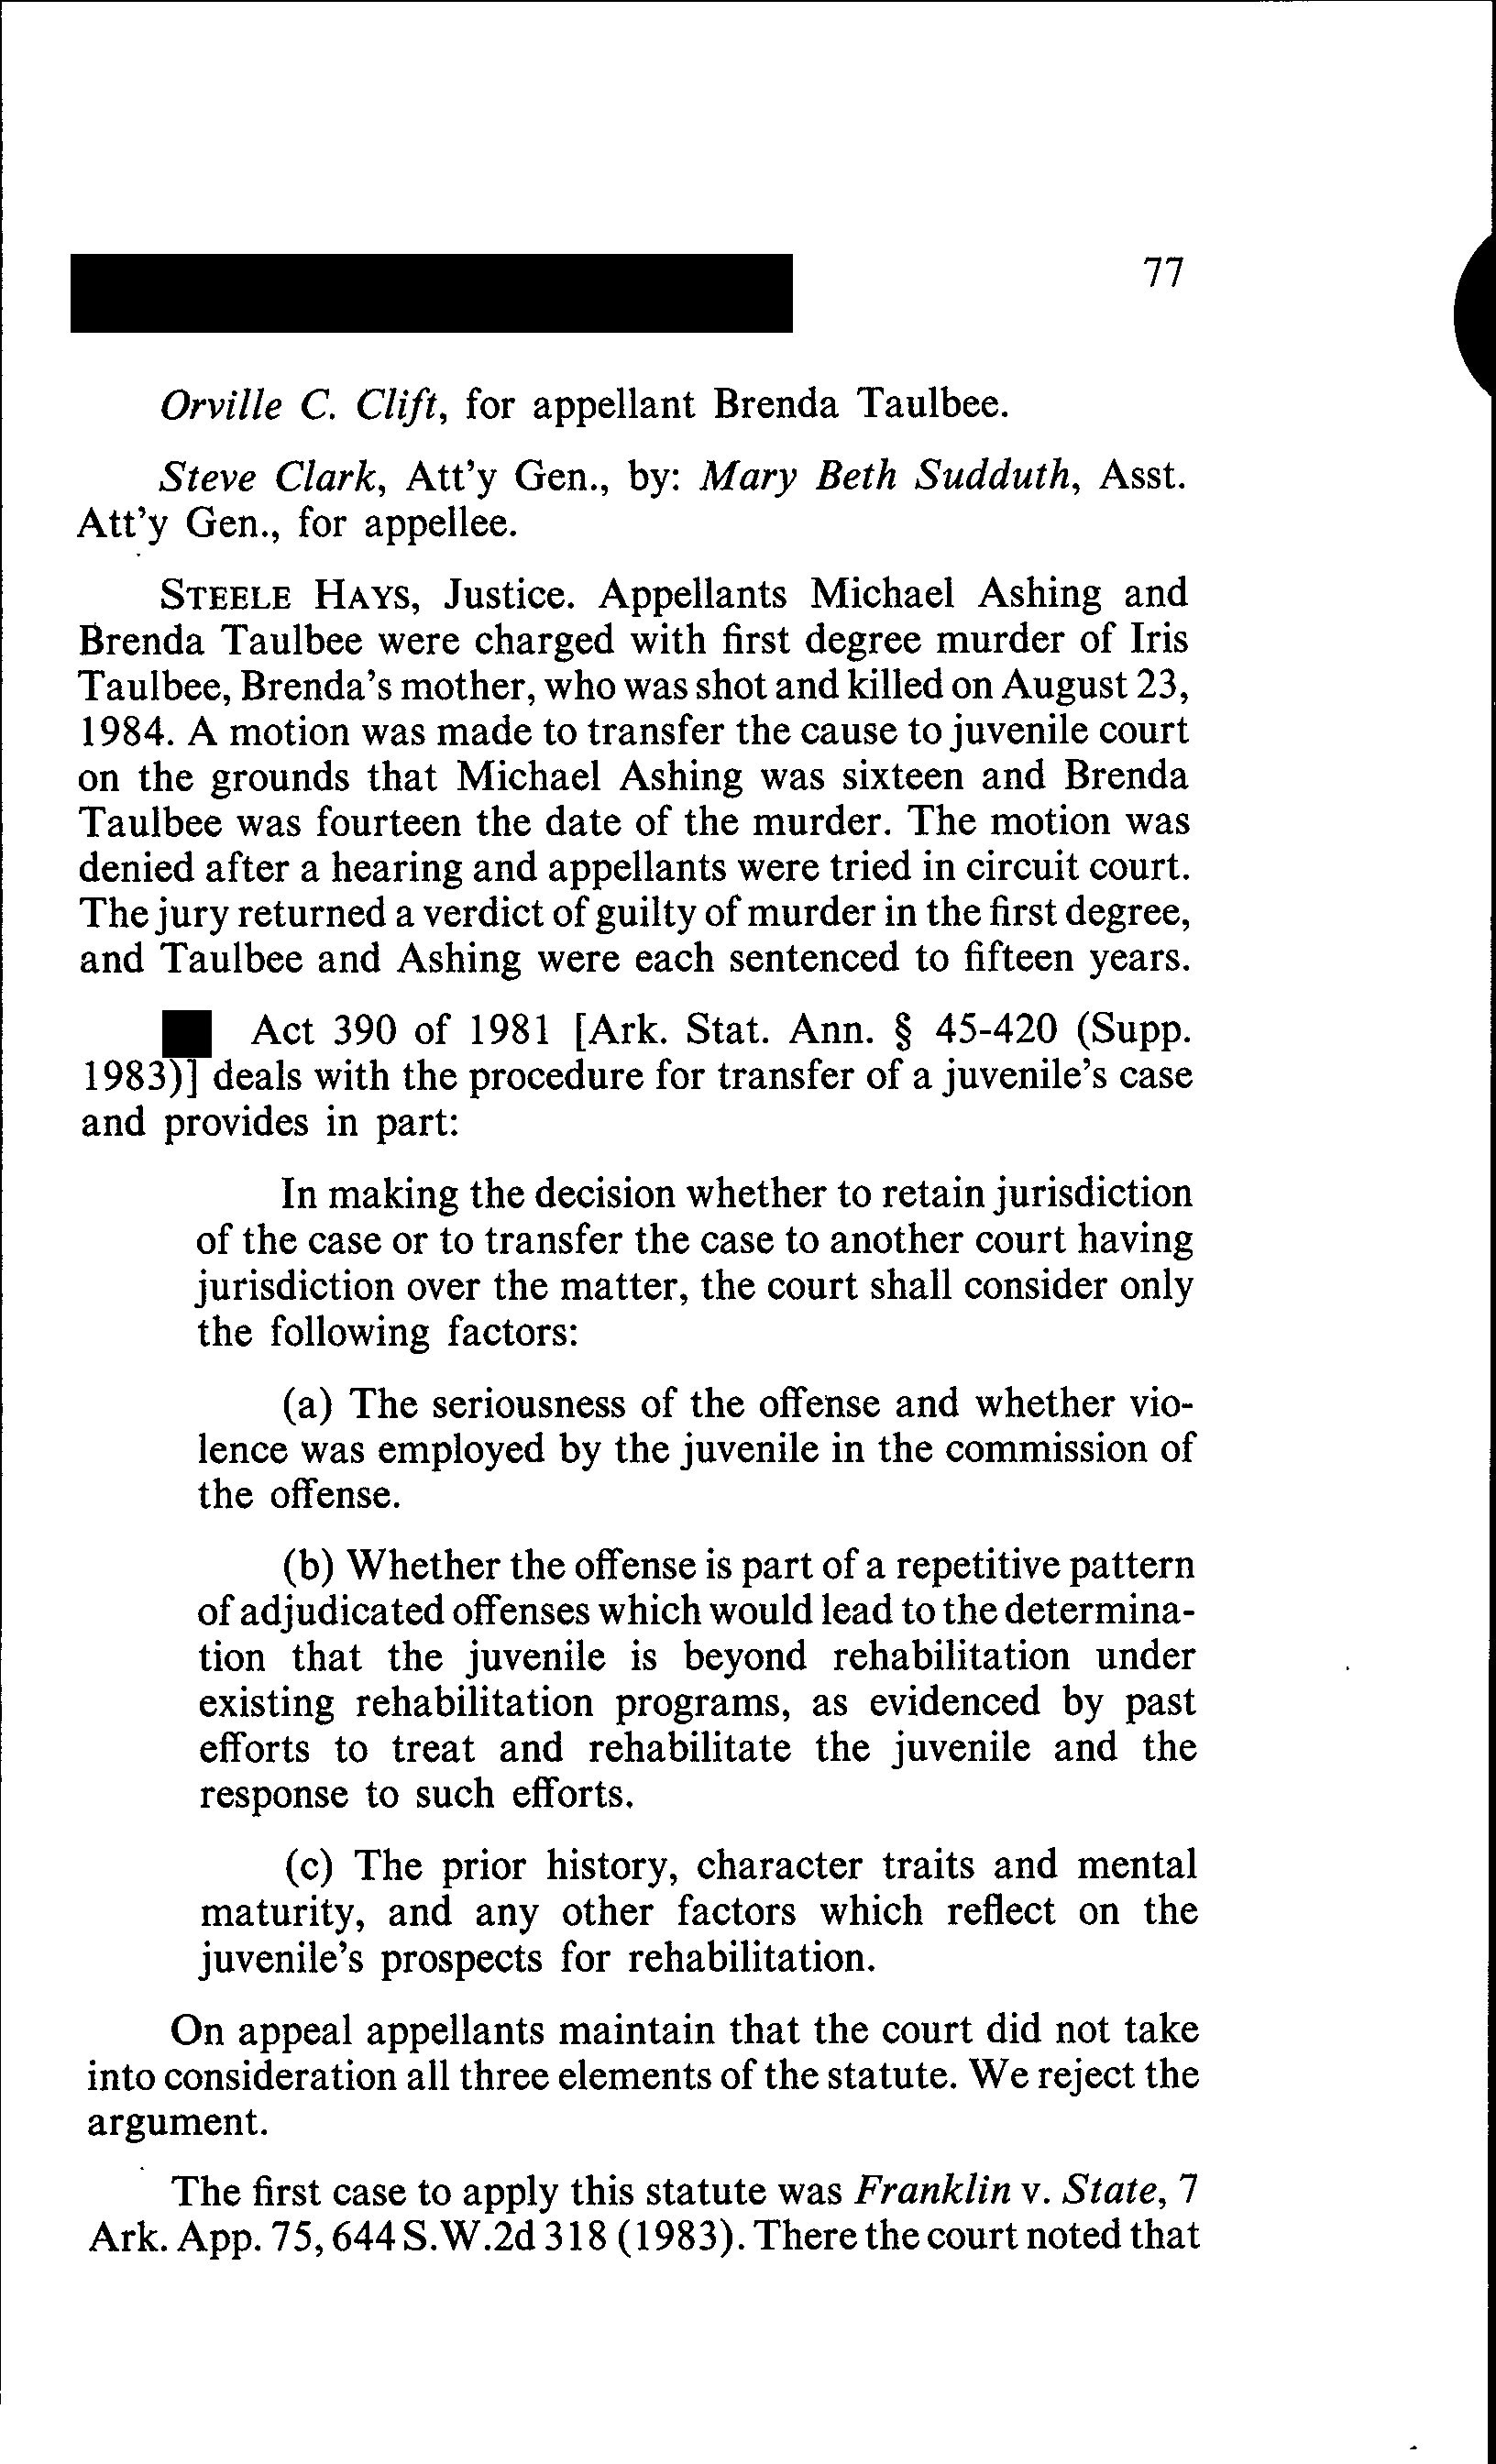 77
Orville C. Clift, for appellant Brenda Taulbee.
Steve Clark, Att'y Gen., by: Mary Beth Sudduth, Asst.
Att'y Gen., for appellee.
STEELE HAYS, Justice. Appellants Michael Ashing and
Brenda Taulbee were charged with first degree murder of Iris
Taulbee, Brenda's mother, who was shot and killed on August 23,
1984. A motion was made to transfer the cause to juvenile court
on the grounds that Michael Ashing was sixteen and Brenda
Taulbee was fourteen the date of the murder. The motion was
denied after a hearing and appellants were tried in circuit court.
The jury returned a verdict of guilty of murder in the first degree,
and Taulbee and Ashing were each sentenced to fifteen years.
Act 390 of 1981 [Ark. Stat. Ann. § 45-420 (Supp.
1983)] deals with the procedure for transfer of a juvenile's case
and provides in part:
In making the decision whether to retain jurisdiction
of the case or to transfer the case to another court having
jurisdiction over the matter, the court shall consider only
the following factors:
(a) The seriousness of the offense and whether vio-
lence was employed by the juvenile in the commission of
the offense.
(b) Whether the offense is part of a repetitive pattern
of adjudicated offenses which would lead to the determina-
tion that the juvenile is beyond rehabilitation under
existing rehabilitation programs, as evidenced by past
efforts to treat and rehabilitate the juvenile and the
response to such efforts.
(c) The prior history, character traits and mental
maturity, and any other factors which reflect on the
juvenile's prospects for rehabilitation.
On appeal appellants maintain that the court did not take
into consideration all three elements of the statute. We reject the
argument.
The first case to apply this statute was Franklin v. State, 7
Ark. App. 75, 644 S.W.2d 318 (1983). There the court noted that